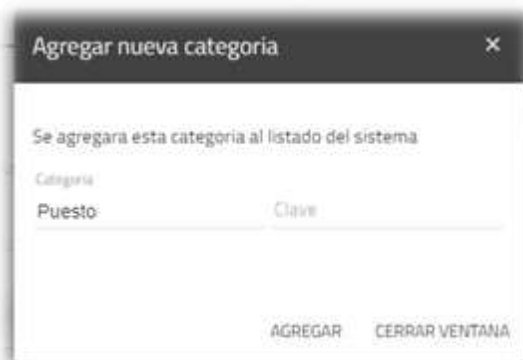 Agregar nueva categoria ×
Se agregara esta categoria al listado del sistema
Categoria
Puesto Clave
AGREGAR CERRAR VENTANA